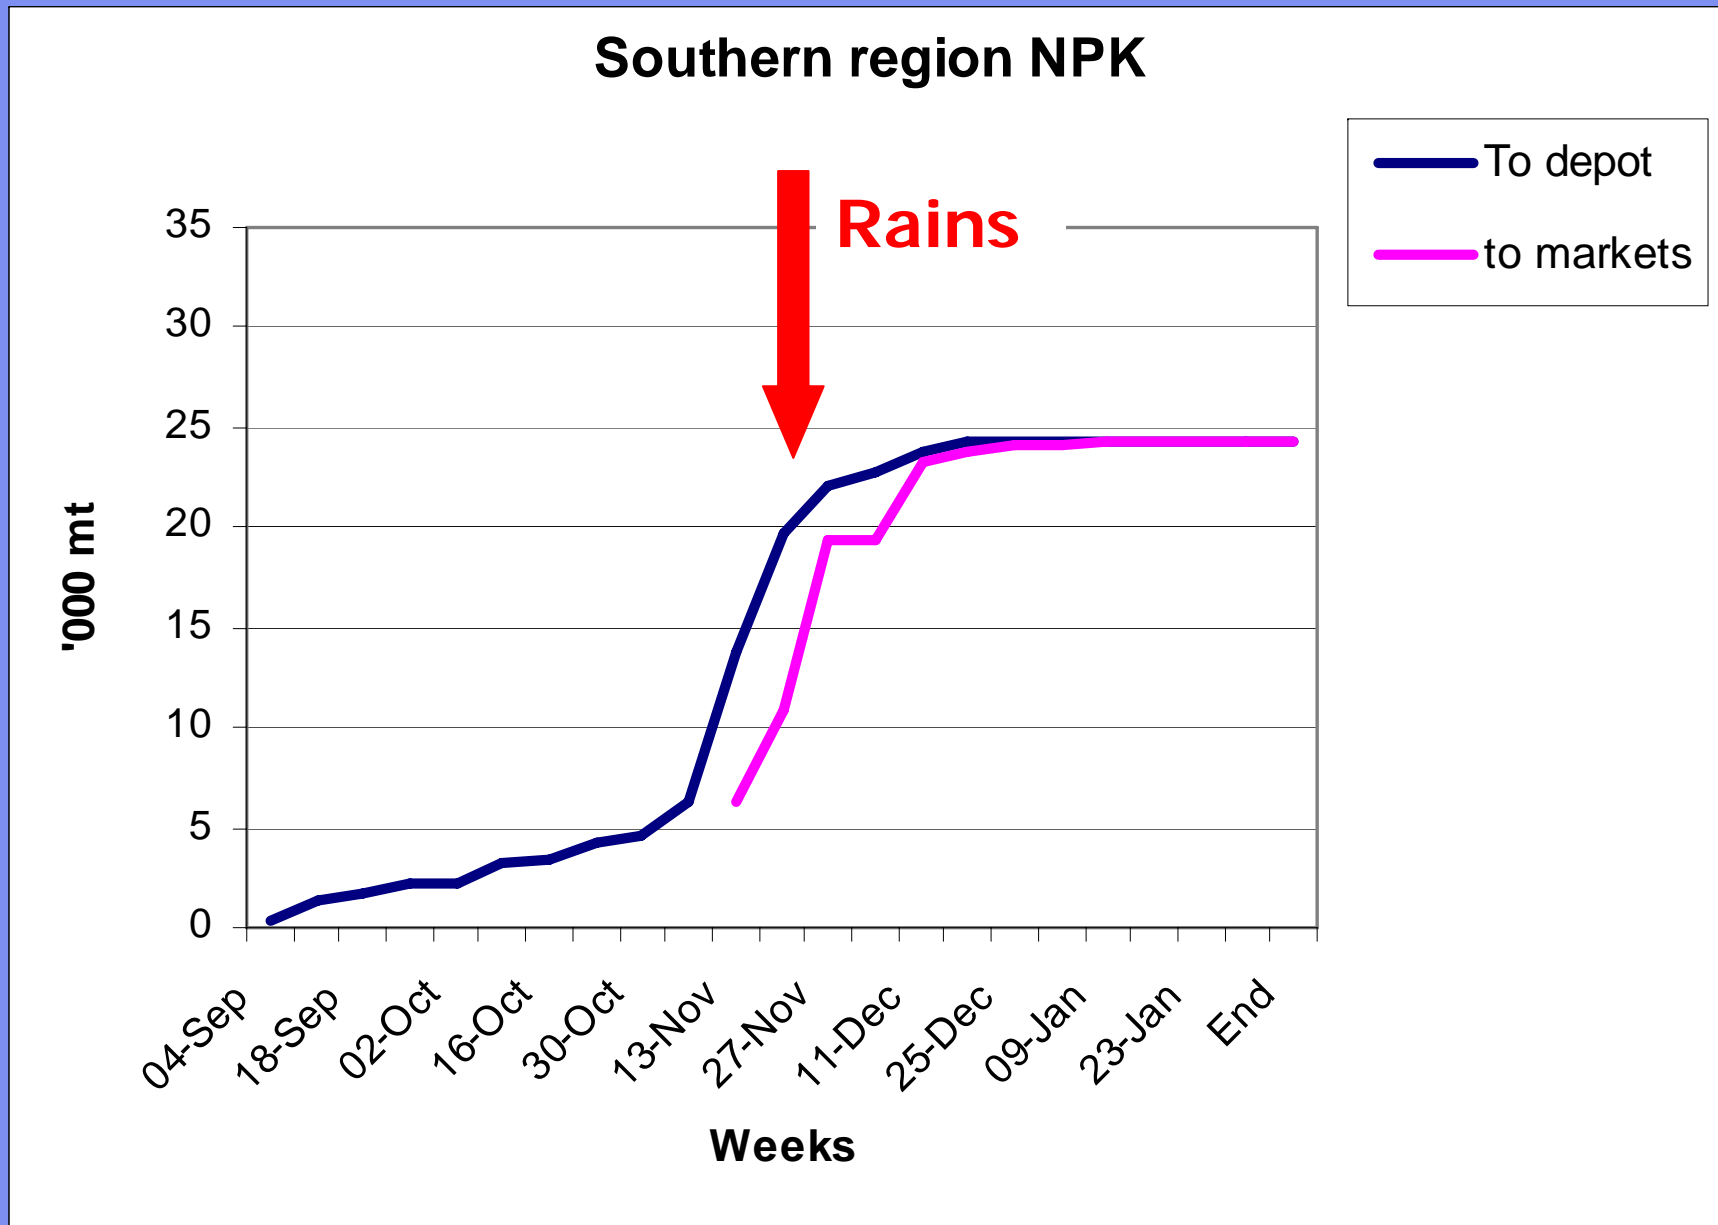 Southern region NPK
To depot
to markets
Rains
35
30
25
20
15
10
5
0
'000 mt
04-Sep
18-Sep
02-Oct
16-Oct
30-Oct
13-Nov
27-Nov
11-Dec
25-Dec
09-Jan
23-Jan
End
Weeks